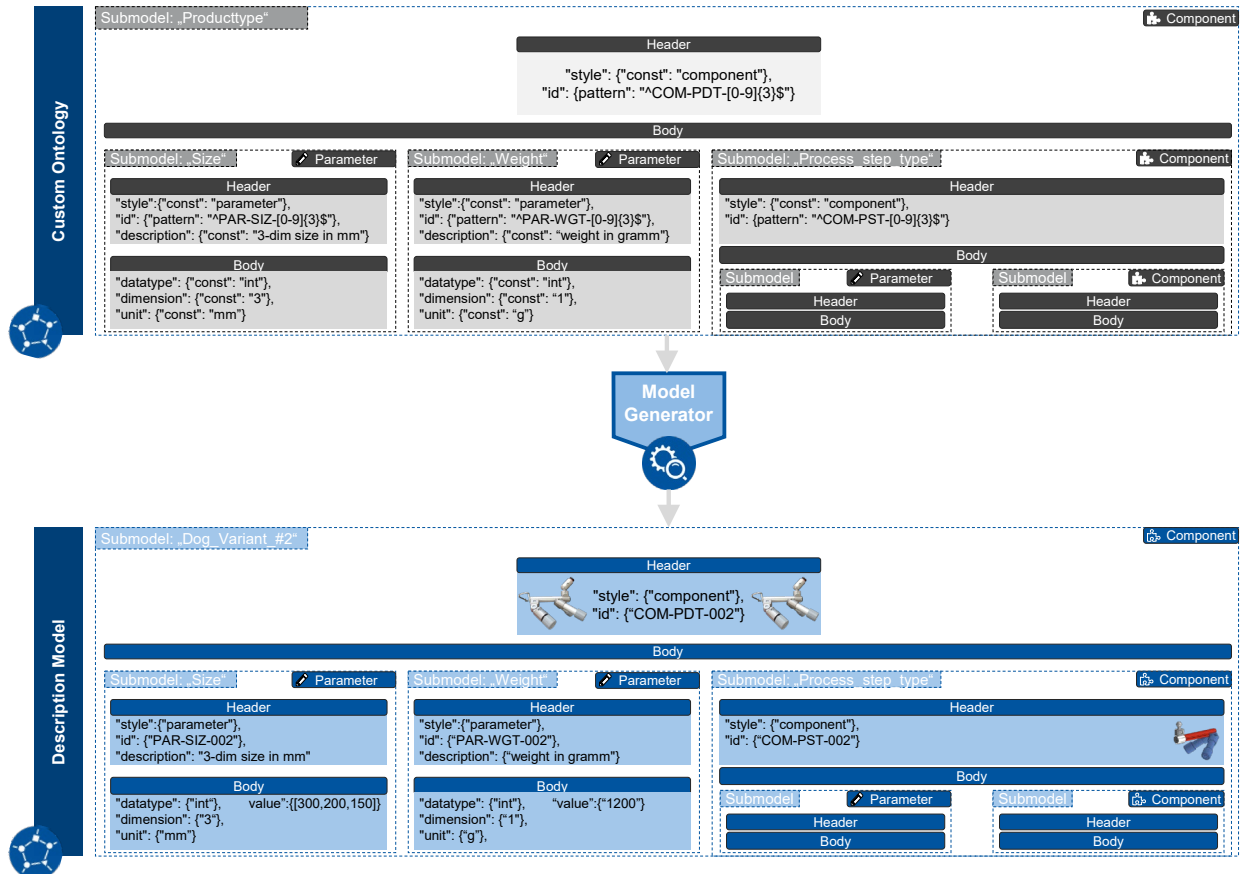 Custom Ontology
Submodel: „Producttype“
Component
Header
"style": {"const": "component"},
"id": {pattern": "^COM-PDT-[0-9]{3}$"}
Body
Submodel: „Size“
Parameter
Header
"style":{"const": "parameter"},
"id": {"pattern": "^PAR-SIZ-[0-9]{3}$"},
"description": {"const": "3-dim size in mm"}
Body
"datatype": {"const": "int"},
"dimension": {"const": "3"},
"unit": {"const": "mm”}
Submodel: „Weight“
Parameter
Header
"style":{"const": "parameter"},
"id": {"pattern": "^PAR-WGT-[0-9]{3}$"},
"description": {"const": “weight in gramm"}
Body
"datatype": {"const": "int"},
"dimension": {"const": “1"},
"unit": {"const": “g”}
Submodel: „Process_step_type“
Component
Header
"style": {"const": "component"},
"id": {pattern": "^COM-PST-[0-9]{3}$"}
Body
Submodel
Parameter
Header
Body
Submodel
Component
Header
Body
Model
Generator
Description Model
Submodel: „Dog_Variant_#2“
Component
Header
"style": {"component"},
"id": {“COM-PDT-002"}
Body
Submodel: „Size“
Parameter
Header
"style":{"parameter"},
"id": {"PAR-SIZ-002"},
"description": "3-dim size in mm"
Body
"datatype": {"int“}, value”:{[300,200,150]}
"dimension": {"3“},
"unit": {"mm”}
Submodel: „Weight“
Parameter
Header
"style":{"parameter"},
"id": {“PAR-WGT-002"},
"description": {“weight in gramm"}
Body
"datatype": {"int“}, “value”:{“1200”}
"dimension": {“1"},
"unit": {“g”},
Submodel: „Process_step_type“
Component
Header
"style": {"component"},
"id": {“COM-PST-002”}
Body
Submodel
Parameter
Header
Body
Submodel
Component
Header
Body